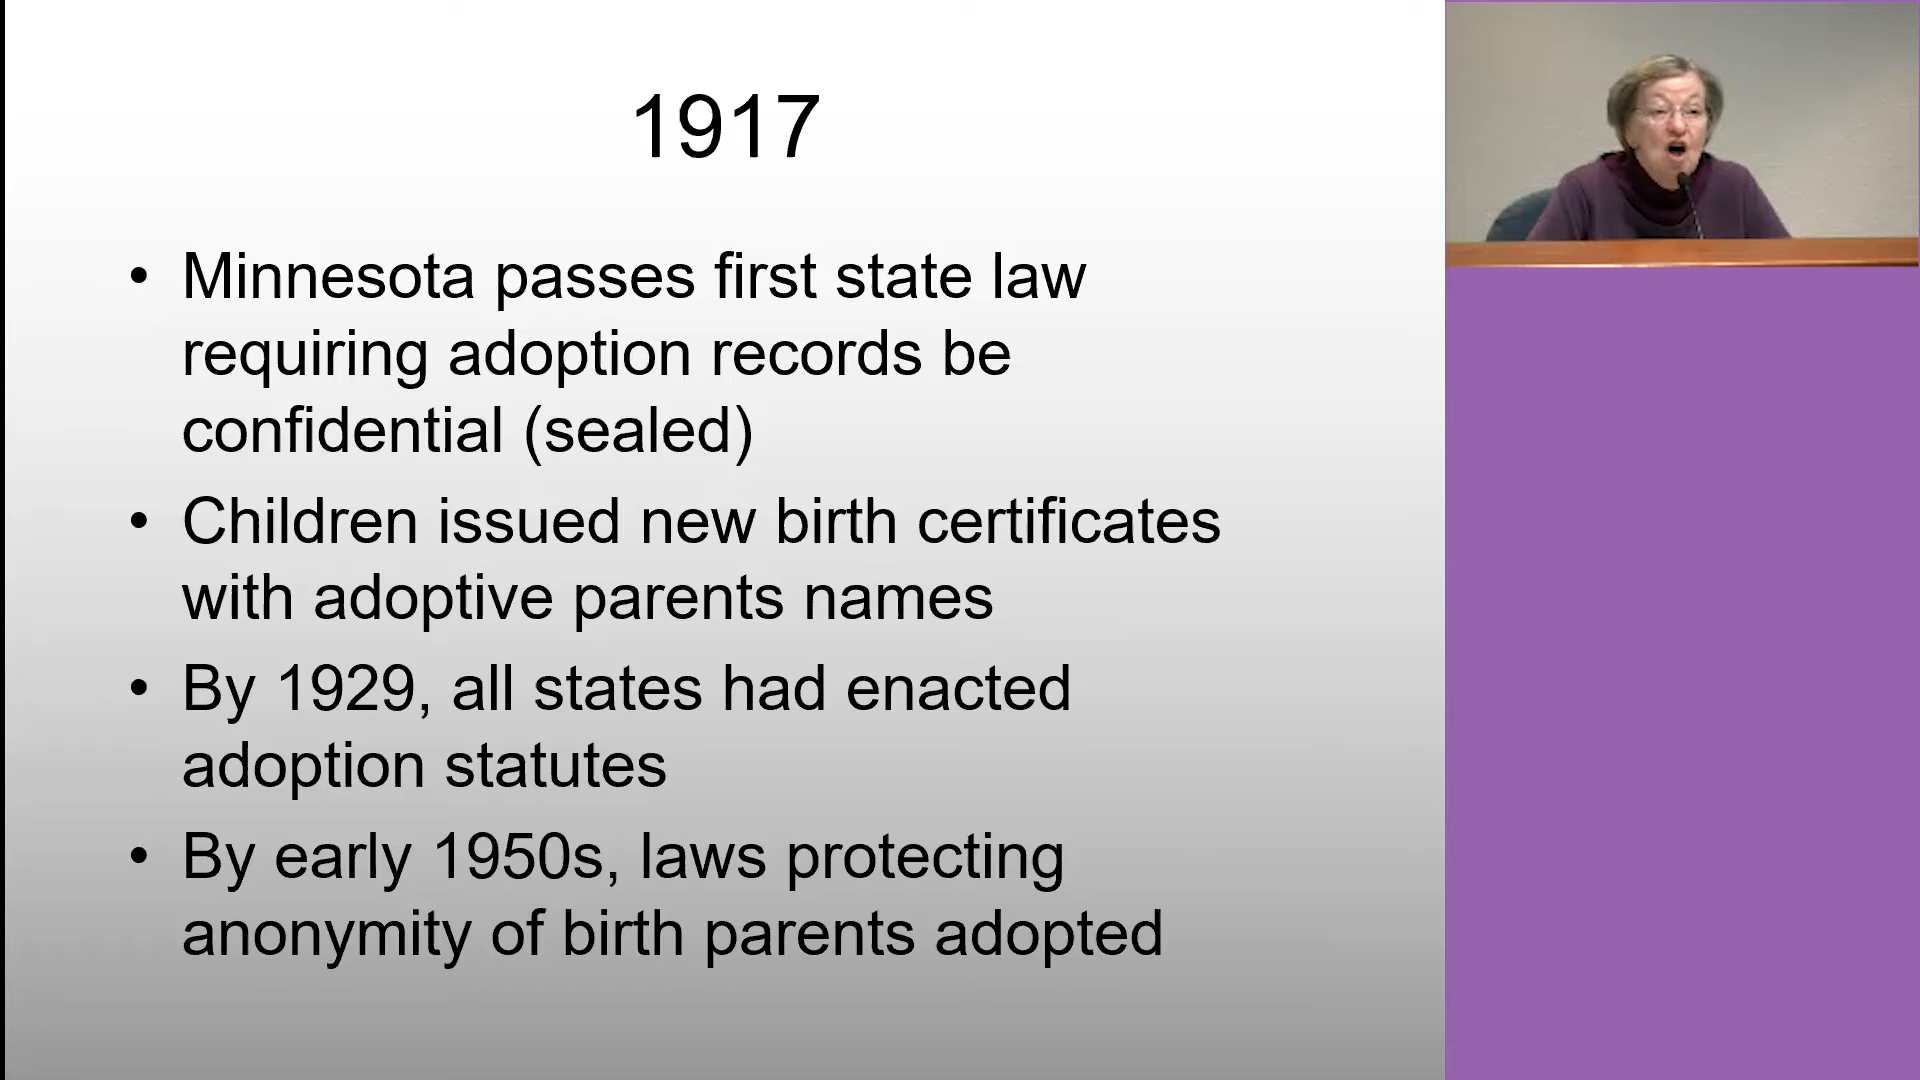 1917
• Minnesota passes first state law
requiring adoption records be
confidential (sealed)
• Children issued new birth certificates
with adoptive parents names
• By 1929, all states had enacted
adoption statutes
• By early 1950s, laws protecting
anonymity of birth parents adopted